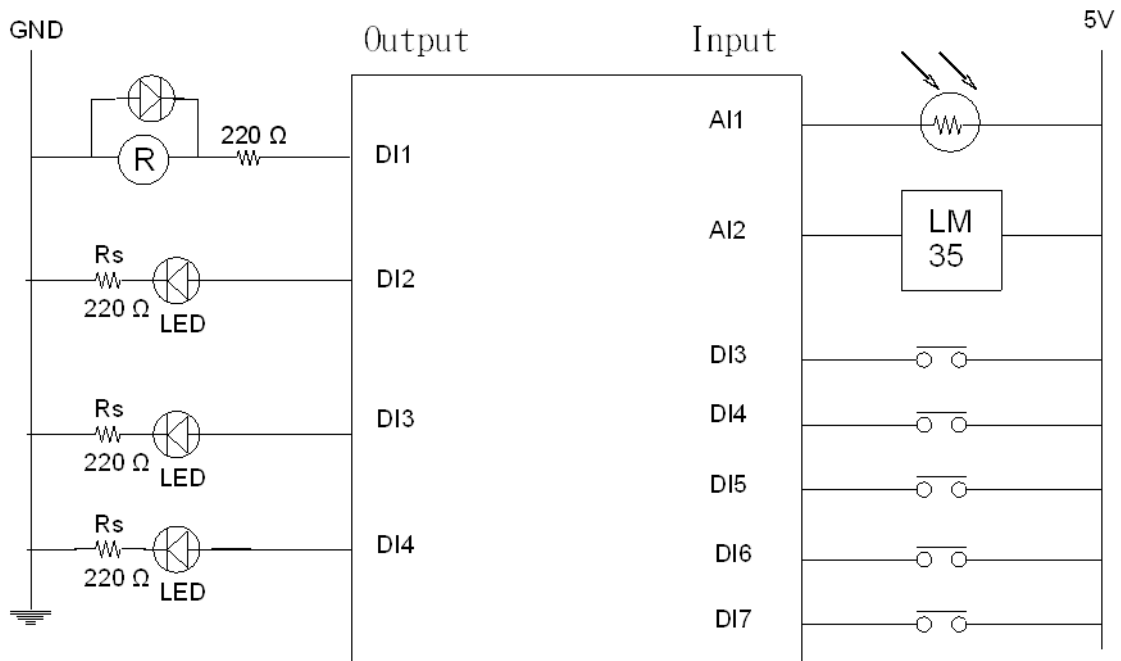 GND
Output
Input
5V
220 Ω
R
DI1
AI1
Rs
220 Ω
LED
DI2
AI2
LM
35
Rs
220 Ω
LED
DI3
DI3
DI4
Rs
220 Ω
LED
DI4
DI5
DI6
DI7